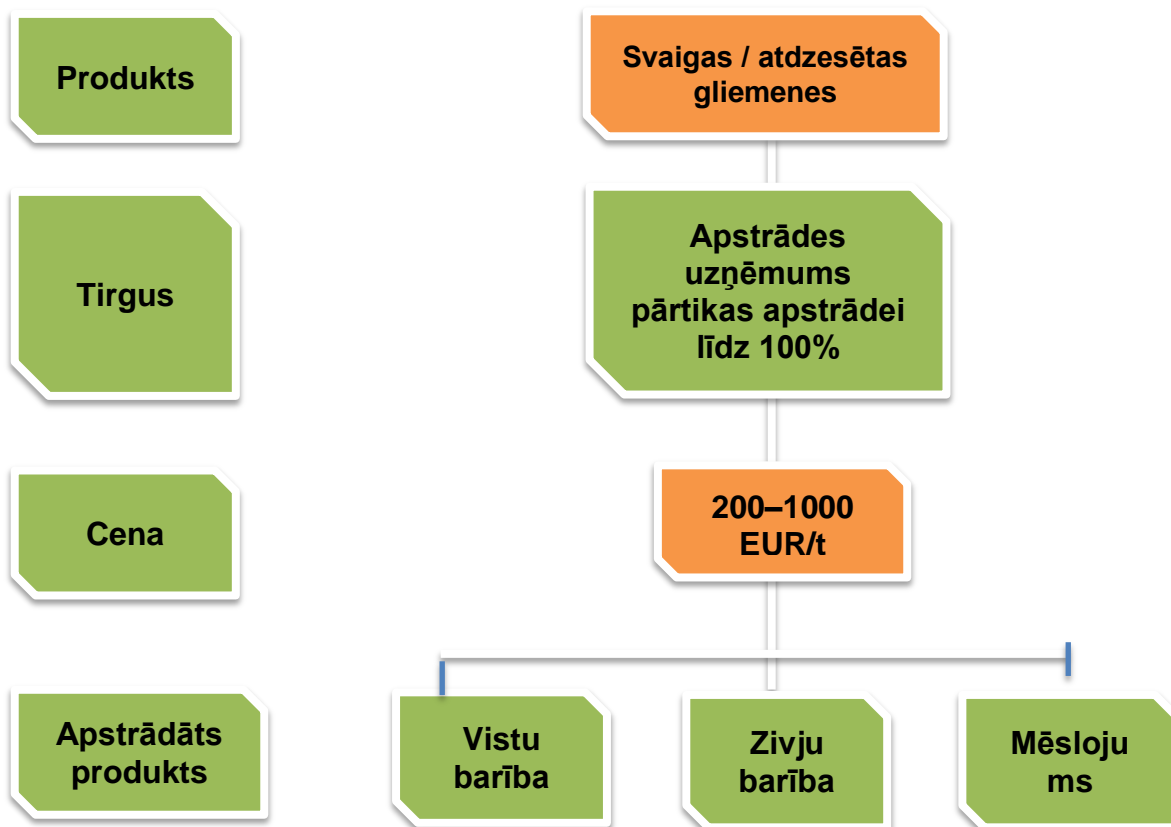 Produkts
Svaigas / atdzesētas
gliemenes
Tirgus
Apstrādes
uzņēmums
pārtikas apstrādei
līdz 100%
Cena
200–1000
EUR/t
Apstrādāts
produkts
Vistu
barība
Zivju
barība
Mēsloju
ms